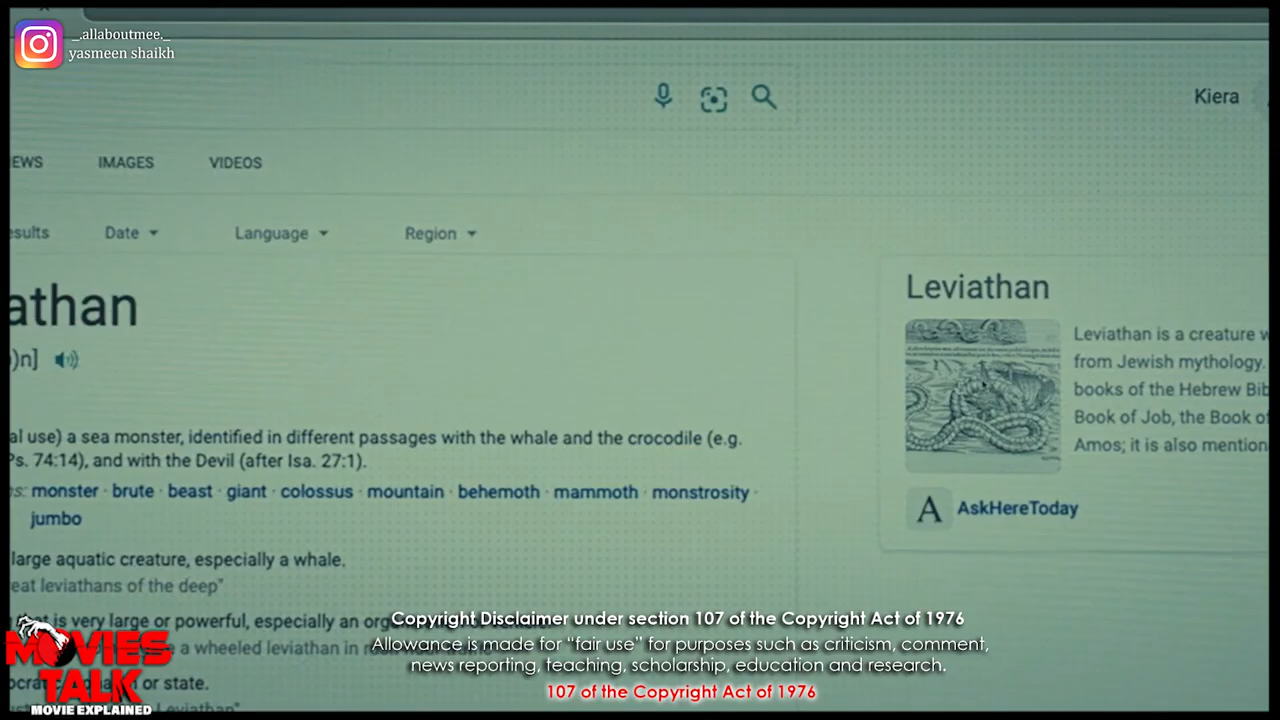 _.allaboutmee._
yasmeen shaikh
Kiera
EWS IMAGES VIDEOS
esults Date Language Region
athan
)n]
al use) a sea monster, identified in different passages with the whale and the crocodile (e.g.
Ps. 74:14), and with the Devil (after Isa. 27:1).
monster · brute · beast · giant · colossus · mountain · behemoth · mammoth · monstrosity ·
jumbo
large aquatic creature, especially a whale.
eat leviathans of the deep"
is very large or powerful, especially an org
a wheeled leviathan in
or state.
Leviathan"
Leviathan
Leviathan is a creature w
from Jewish mythology.
books of the Hebrew Bib
Book of Job, the Book of
Amos; it is also mention
A AskHereToday
Copyright Disclaimer under section 107 of the Copyright Act of 1976
Allowance is made for “fair use” for purposes such as criticism, comment,
news reporting, teaching, scholarship, education and research.
107 of the Copyright Act of 1976
MOVIES
TALK
MOVIE EXPLAINED